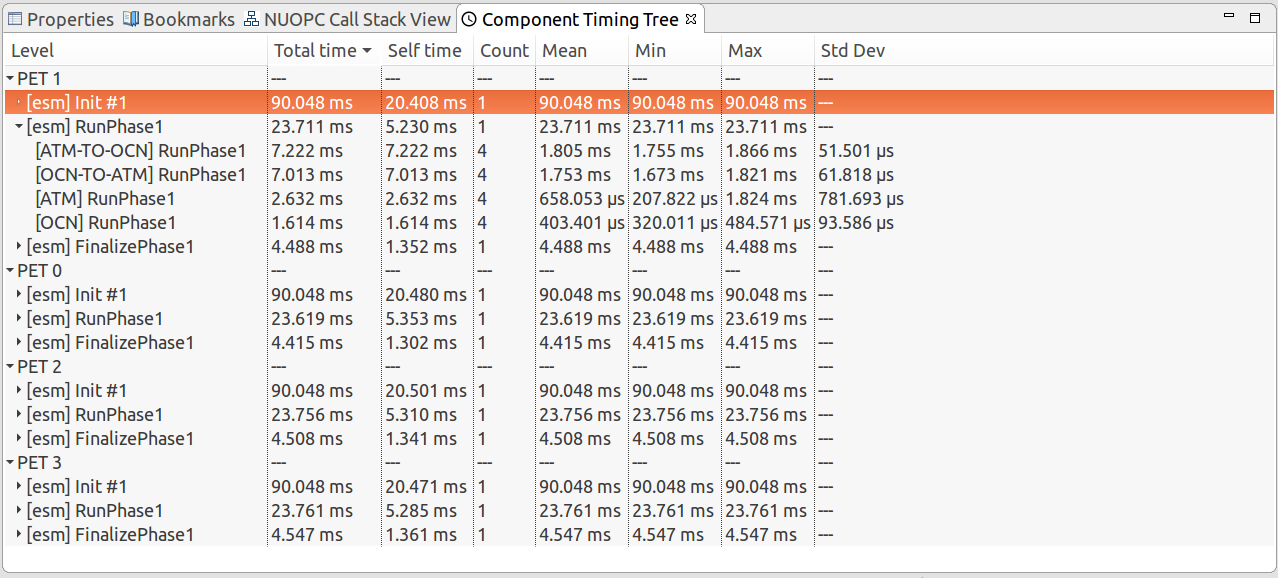 Properties Bookmarks NUOPC Call Stack View Component Timing Tree
Level Total time Self time Count Mean Min Max Std Dev
PET 1 --- --- --- --- --- --- ---
[esm] Init #1 90.048 ms 20.408 ms 1 90.048 ms 90.048 ms 90.048 ms ---
[esm] RunPhase1 23.711 ms 5.230 ms 1 23.711 ms 23.711 ms 23.711 ms ---
[ATM-TO-OCN] RunPhase1 7.222 ms 7.222 ms 4 1.805 ms 1.755 ms 1.866 ms 51.501 µs
[OCN-TO-ATM] RunPhase1 7.013 ms 7.013 ms 4 1.753 ms 1.673 ms 1.821 ms 61.818 µs
[ATM] RunPhase1 2.632 ms 2.632 ms 4 658.053 µs 207.822 µs 1.824 ms 781.693 µs
[OCN] RunPhase1 1.614 ms 1.614 ms 4 403.401 µs 320.011 µs 484.571 µs 93.586 µs
[esm] FinalizePhase1 4.488 ms 1.352 ms 1 4.488 ms 4.488 ms 4.488 ms ---
PET 0 --- --- --- --- --- --- ---
[esm] Init #1 90.048 ms 20.480 ms 1 90.048 ms 90.048 ms 90.048 ms ---
[esm] RunPhase1 23.619 ms 5.353 ms 1 23.619 ms 23.619 ms 23.619 ms ---
[esm] FinalizePhase1 4.415 ms 1.302 ms 1 4.415 ms 4.415 ms 4.415 ms ---
PET 2 --- --- --- --- --- --- ---
[esm] Init #1 90.048 ms 20.501 ms 1 90.048 ms 90.048 ms 90.048 ms ---
[esm] RunPhase1 23.756 ms 5.310 ms 1 23.756 ms 23.756 ms 23.756 ms ---
[esm] FinalizePhase1 4.508 ms 1.341 ms 1 4.508 ms 4.508 ms 4.508 ms ---
PET 3 --- --- --- --- --- --- ---
[esm] Init #1 90.048 ms 20.471 ms 1 90.048 ms 90.048 ms 90.048 ms ---
[esm] RunPhase1 23.761 ms 5.285 ms 1 23.761 ms 23.761 ms 23.761 ms ---
[esm] FinalizePhase1 4.547 ms 1.361 ms 1 4.547 ms 4.547 ms 4.547 ms ---